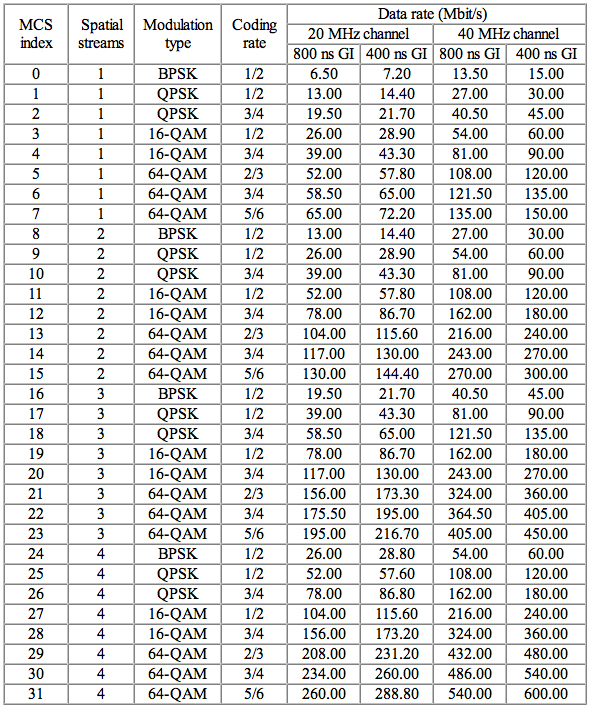 MCS index Spatial streams Modulation type Coding rate Data rate (Mbit/s)
20 MHz channel 40 MHz channel
800 ns GI 400 ns GI 800 ns GI 400 ns GI
0 1 BPSK 1/2 6.50 7.20 13.50 15.00
1 1 QPSK 1/2 13.00 14.40 27.00 30.00
2 1 QPSK 3/4 19.50 21.70 40.50 45.00
3 1 16-QAM 1/2 26.00 28.90 54.00 60.00
4 1 16-QAM 3/4 39.00 43.30 81.00 90.00
5 1 64-QAM 2/3 52.00 57.80 108.00 120.00
6 1 64-QAM 3/4 58.50 65.00 121.50 135.00
7 1 64-QAM 5/6 65.00 72.20 135.00 150.00
8 2 BPSK 1/2 13.00 14.40 27.00 30.00
9 2 QPSK 1/2 26.00 28.90 54.00 60.00
10 2 QPSK 3/4 39.00 43.30 81.00 90.00
11 2 16-QAM 1/2 52.00 57.80 108.00 120.00
12 2 16-QAM 3/4 78.00 86.70 162.00 180.00
13 2 64-QAM 2/3 104.00 115.60 216.00 240.00
14 2 64-QAM 3/4 117.00 130.00 243.00 270.00
15 2 64-QAM 5/6 130.00 144.40 270.00 300.00
16 3 BPSK 1/2 19.50 21.70 40.50 45.00
17 3 QPSK 1/2 39.00 43.30 81.00 90.00
18 3 QPSK 3/4 58.50 65.00 121.50 135.00
19 3 16-QAM 1/2 78.00 86.70 162.00 180.00
20 3 16-QAM 3/4 117.00 130.00 243.00 270.00
21 3 64-QAM 2/3 156.00 173.30 324.00 360.00
22 3 64-QAM 3/4 175.50 195.00 364.50 405.00
23 3 64-QAM 5/6 195.00 216.70 405.00 450.00
24 4 BPSK 1/2 26.00 28.80 54.00 60.00
25 4 QPSK 1/2 52.00 57.60 108.00 120.00
26 4 QPSK 3/4 78.00 86.80 162.00 180.00
27 4 16-QAM 1/2 104.00 115.60 216.00 240.00
28 4 16-QAM 3/4 156.00 173.20 324.00 360.00
29 4 64-QAM 2/3 208.00 231.20 432.00 480.00
30 4 64-QAM 3/4 234.00 260.00 486.00 540.00
31 4 64-QAM 5/6 260.00 288.80 540.00 600.00